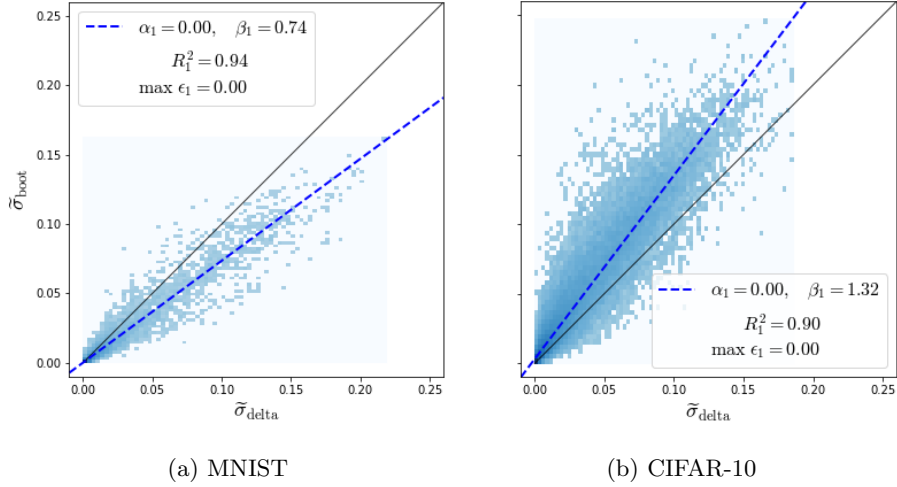 α₁ = 0.00, β₁ = 0.74
R₁² = 0.94
max ϵ₁ = 0.00
0.25
0.20
0.15
0.10
0.05
0.00
σ̃boot
0.00 0.05 0.10 0.15 0.20 0.25
σ̃delta
(a) MNIST
α₁ = 0.00, β₁ = 1.32
R₁² = 0.90
max ϵ₁ = 0.00
0.00 0.05 0.10 0.15 0.20 0.25
σ̃delta
(b) CIFAR-10